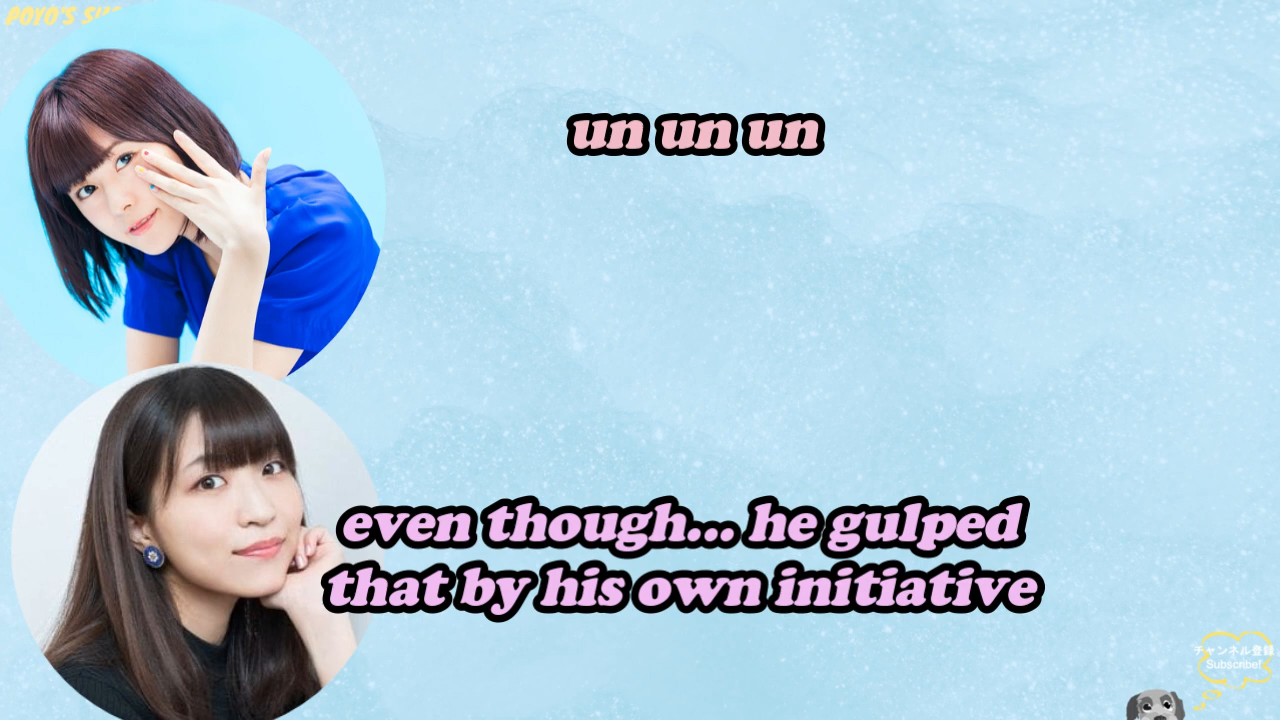 POYO'S
un un un
even though... he gulped
that by his own initiative
チャンネル登録
Subscribe!